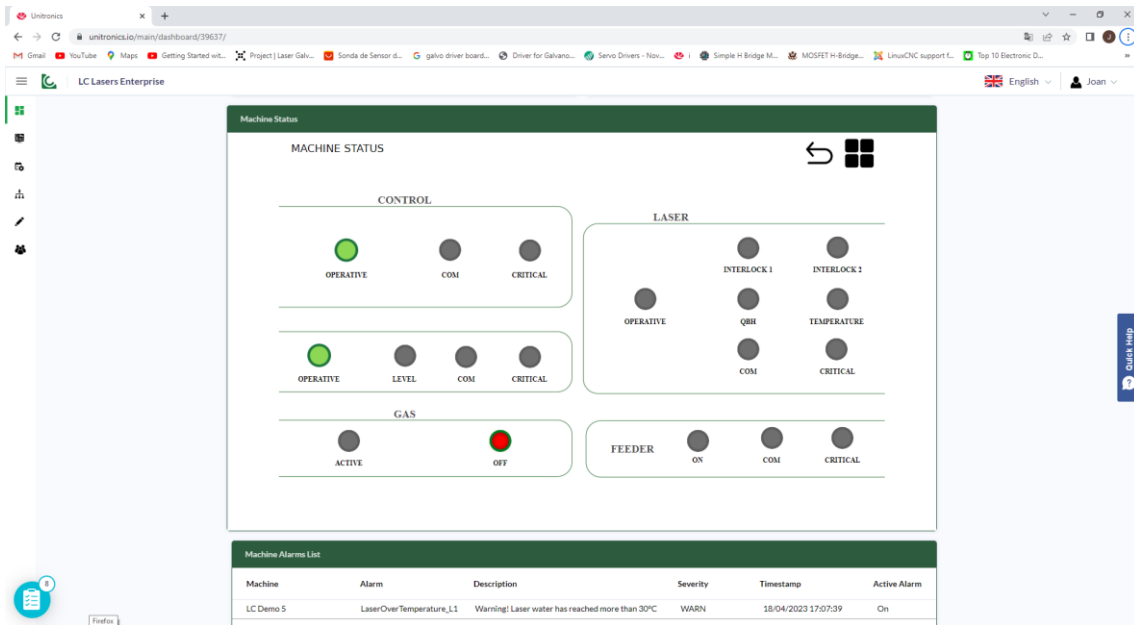 Unitronics
unitronics.io/main/dashboard/39637/
Gmail YouTube Maps Getting Started wit... Project | Laser Galv... Sonda de Sensor d... galvo driver board... Driver for Galvano... Servo Drivers - Nov... i Simple H Bridge M... MOSFET H-Bridge... LinuxCNC support f... Top 10 Electronic D...
LC Lasers Enterprise English Joan
Machine Status
MACHINE STATUS
CONTROL
OPERATIVE COM CRITICAL
LASER
INTERLOCK 1 INTERLOCK 2
OPERATIVE QBH TEMPERATURE
COM CRITICAL
OPERATIVE LEVEL COM CRITICAL
GAS
ACTIVE OFF
FEEDER ON COM CRITICAL
Quick Help
Machine Alarms List
Machine Alarm Description Severity Timestamp Active Alarm
LC Demo 5 LaserOverTemperature_L1 Warning! Laser water has reached more than 30°C WARN 18/04/2023 17:07:39 On
8
Firefox